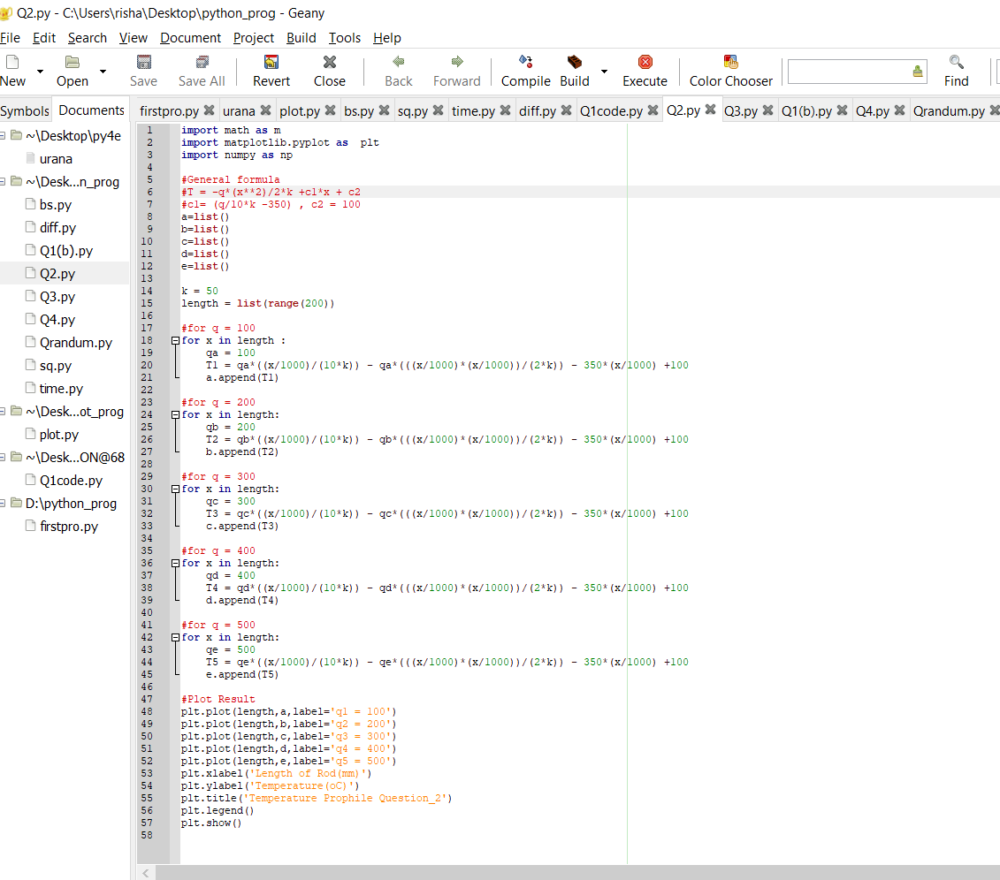 Q2.py - C:\Users\risha\Desktop\python_prog - Geany
File Edit Search View Document Project Build Tools Help
New Open Save Save All Revert Close Back Forward Compile Build Execute Color Chooser Find
Symbols Documents
firstpro.py urana plot.py bs.py sq.py time.py diff.py Q1code.py Q2.py Q3.py Q1(b).py Q4.py Qrandum.py
~\Desktop\py4e
urana
~\Desk...n_prog
bs.py
diff.py
Q1(b).py
Q2.py
Q3.py
Q4.py
Qrandum.py
sq.py
time.py
~\Desk...ot_prog
plot.py
~\Desk...ON@68
Q1code.py
D:\python_prog
firstpro.py
1 import math as m
2 import matplotlib.pyplot as  plt
3 import numpy as np
4
5 #General formula
6 #T = -q*(x**2)/2*k +c1*x + c2
7 #c1= (q/10*k -350) , c2 = 100
8 a=list()
9 b=list()
10 c=list()
11 d=list()
12 e=list()
13
14 k = 50
15 length = list(range(200))
16
17 #for q = 100
18 for x in length :
19     qa = 100
20     T1 = qa*((x/1000)/(10*k)) - qa*(((x/1000)*(x/1000))/(2*k)) - 350*(x/1000) +100
21     a.append(T1)
22
23 #for q = 200
24 for x in length:
25     qb = 200
26     T2 = qb*((x/1000)/(10*k)) - qb*(((x/1000)*(x/1000))/(2*k)) - 350*(x/1000) +100
27     b.append(T2)
28
29 #for q = 300
30 for x in length:
31     qc = 300
32     T3 = qc*((x/1000)/(10*k)) - qc*(((x/1000)*(x/1000))/(2*k)) - 350*(x/1000) +100
33     c.append(T3)
34
35 #for q = 400
36 for x in length:
37     qd = 400
38     T4 = qd*((x/1000)/(10*k)) - qd*(((x/1000)*(x/1000))/(2*k)) - 350*(x/1000) +100
39     d.append(T4)
40
41 #for q = 500
42 for x in length:
43     qe = 500
44     T5 = qe*((x/1000)/(10*k)) - qe*(((x/1000)*(x/1000))/(2*k)) - 350*(x/1000) +100
45     e.append(T5)
46
47 #Plot Result
48 plt.plot(length,a,label='q1 = 100')
49 plt.plot(length,b,label='q2 = 200')
50 plt.plot(length,c,label='q3 = 300')
51 plt.plot(length,d,label='q4 = 400')
52 plt.plot(length,e,label='q5 = 500')
53 plt.xlabel('Length of Rod(mm)')
54 plt.ylabel('Temperature(oC)')
55 plt.title('Temperature Prophile Question_2')
56 plt.legend()
57 plt.show()
58